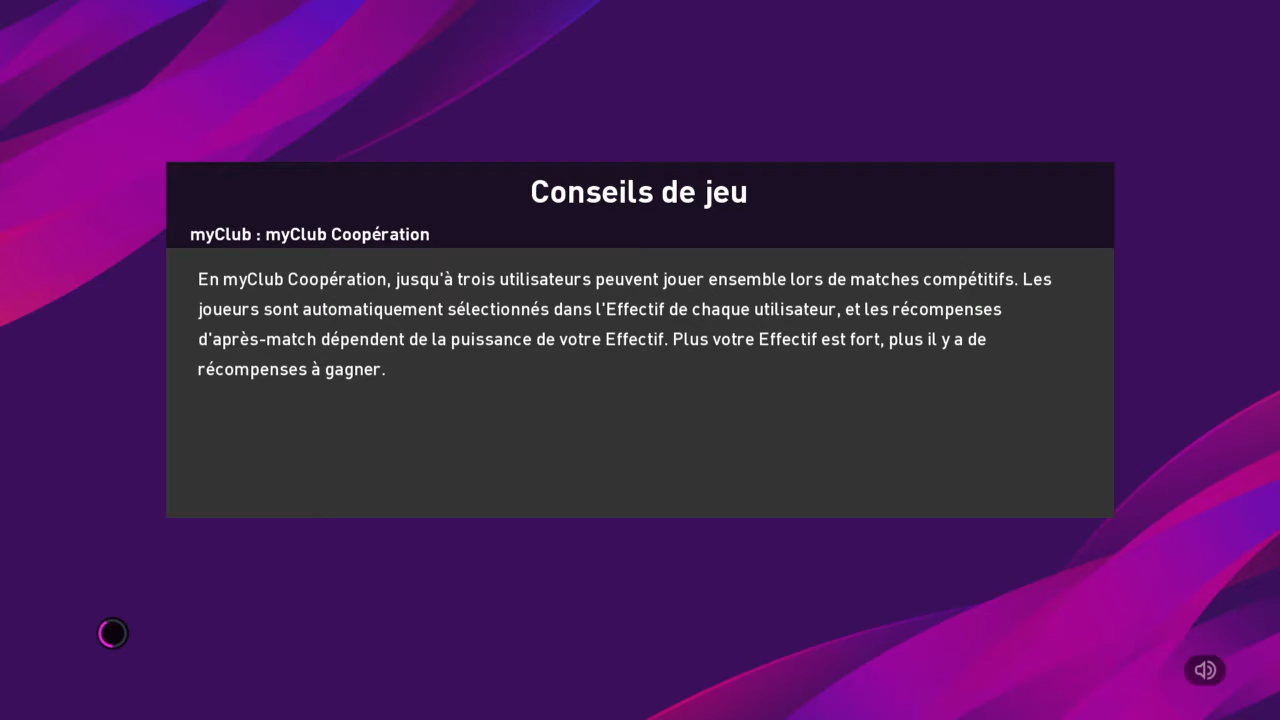 Conseils de jeu
myClub : myClub Coopération
En myClub Coopération, jusqu'à trois utilisateurs peuvent jouer ensemble lors de matches compétitifs. Les
joueurs sont automatiquement sélectionnés dans l'Effectif de chaque utilisateur, et les récompenses
d'après-match dépendent de la puissance de votre Effectif. Plus votre Effectif est fort, plus il y a de
récompenses à gagner.